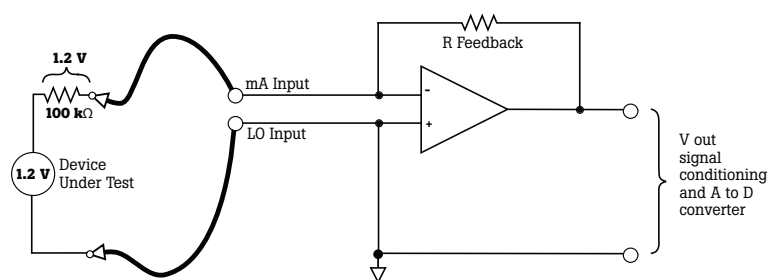 1.2 V
100 kΩ
1.2 V
Device
Under Test
mA Input
LO Input
R Feedback
-
+
V out
signal
conditioning
and A to D
converter